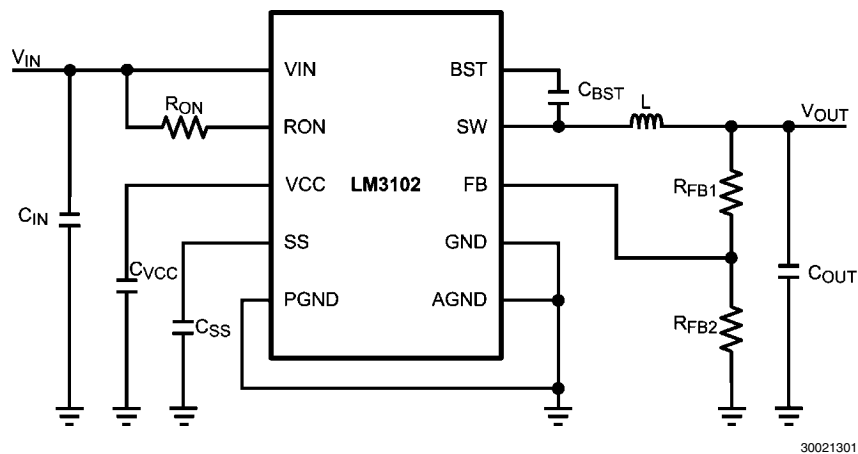 VIN
VIN
BST
CBST
RON
L
VOUT
RON
SW
VCC
LM3102
FB
RFB1
CIN
SS
GND
CVCC
COUT
PGND
AGND
CSS
RFB2
30021301